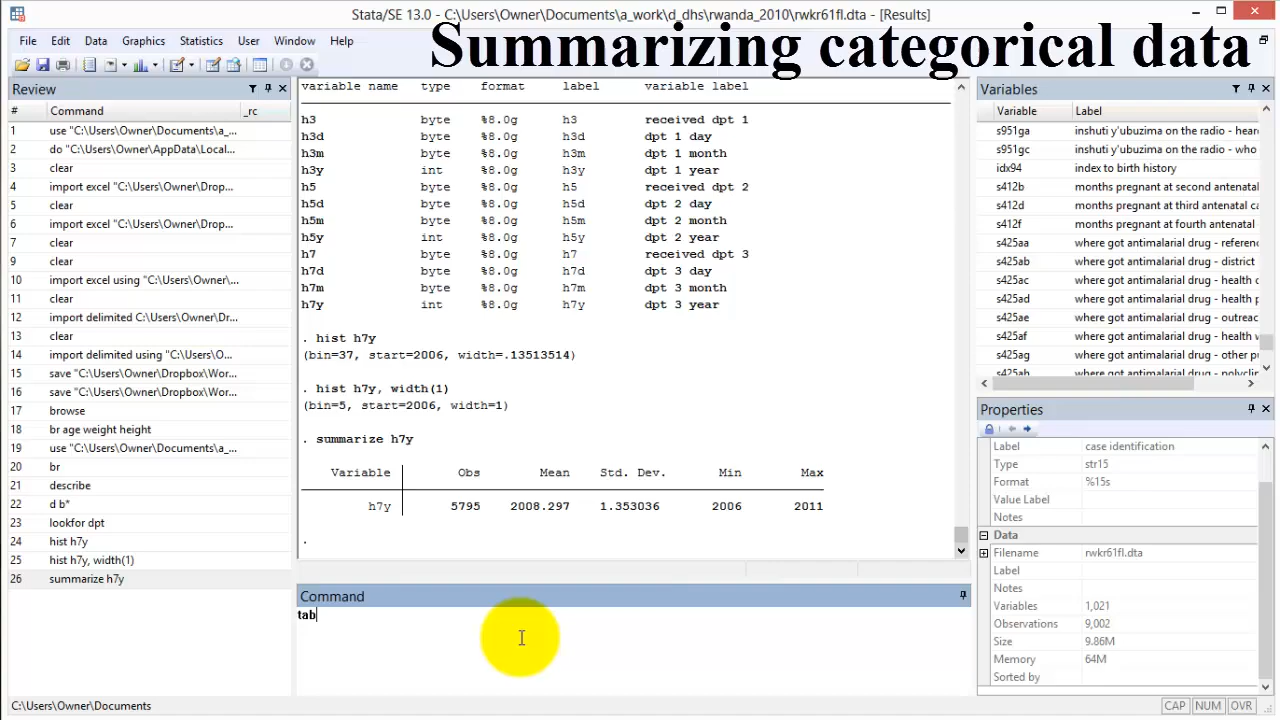 Stata/SE 13.0 - C:\Users\Owner\Documents\a_work\d_dhs\rwanda_2010\rwkr61fl.dta - [Results]
Summarizing categorical data
File Edit Data Graphics Statistics User Window Help
Review
# Command _rc
1 use "C:\Users\Owner\Documents\a_...
2 do "C:\Users\Owner\AppData\Local...
3 clear
4 import excel "C:\Users\Owner\Drop...
5 clear
6 import excel "C:\Users\Owner\Drop...
7 clear
9 clear
10 import excel using "C:\Users\Owner\...
11 clear
12 import delimited C:\Users\Owner\Dr...
13 clear
14 import delimited using "C:\Users\O...
15 save "C:\Users\Owner\Dropbox\Wor...
16 save "C:\Users\Owner\Dropbox\Wor...
17 browse
18 br age weight height
19 use "C:\Users\Owner\Documents\a_...
20 br
21 describe
22 d b*
23 lookfor dpt
24 hist h7y
25 hist h7y, width(1)
26 summarize h7y
variable name type format label variable label
h3 byte %8.0g h3 received dpt 1
h3d byte %8.0g h3d dpt 1 day
h3m byte %8.0g h3m dpt 1 month
h3y int %8.0g h3y dpt 1 year
h5 byte %8.0g h5 received dpt 2
h5d byte %8.0g h5d dpt 2 day
h5m byte %8.0g h5m dpt 2 month
h5y int %8.0g h5y dpt 2 year
h7 byte %8.0g h7 received dpt 3
h7d byte %8.0g h7d dpt 3 day
h7m byte %8.0g h7m dpt 3 month
h7y int %8.0g h7y dpt 3 year
. hist h7y
(bin=37, start=2006, width=.13513514)
. hist h7y, width(1)
(bin=5, start=2006, width=1)
. summarize h7y
Variable Obs Mean Std. Dev. Min Max
h7y 5795 2008.297 1.353036 2006 2011
.
Command
tab
Variables
Variable Label
s951ga inshuti y'ubuzima on the radio - hear
s951gc inshuti y'ubuzima on the radio - who
idx94 index to birth history
s412b months pregnant at second antenatal
s412d months pregnant at third antenatal ca
s412f months pregnant at fourth antenatal
s425aa where got antimalarial drug - referenc
s425ab where got antimalarial drug - district
s425ac where got antimalarial drug - health c
s425ad where got antimalarial drug - health p
s425ae where got antimalarial drug - outreac
s425af where got antimalarial drug - health w
s425ag where got antimalarial drug - other pu
s425ah where got antimalarial drug - polyclin
Properties
Label case identification
Type str15
Format %15s
Value Label
Notes
Data
Filename rwkr61fl.dta
Label
Notes
Variables 1,021
Observations 9,002
Size 9.86M
Memory 64M
Sorted by
C:\Users\Owner\Documents
CAP NUM OVR